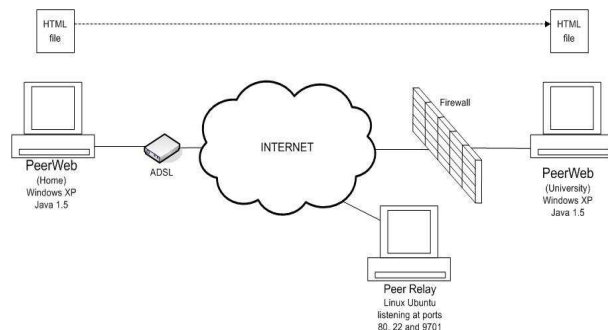 HTML
file
HTML
file
Firewall
INTERNET
ADSL
PeerWeb
(Home)
Windows XP
Java 1.5
PeerWeb
(University)
Windows XP
Java 1.5
Peer Relay
Linux Ubuntu
listening at ports
80, 22 and 9701